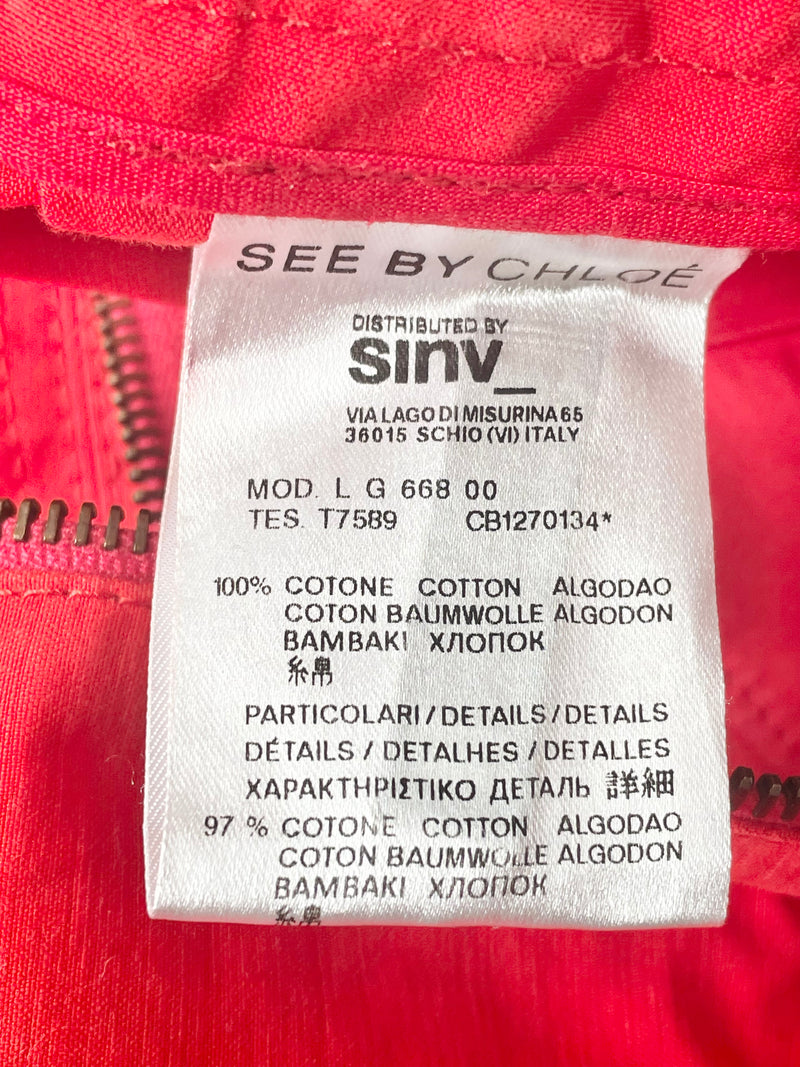 SEE BY CHLOÉ
DISTRIBUTED BY
sinv_
VIA LAGO DI MISURINA 65
36015 SCHIO (VI) ITALY
MOD. L G 668 00
TES. T7589 CB1270134*
100% COTONE COTTON ALGODAO
COTON BAUMWOLLE ALGODON
BAMBAKI ХЛОПОК
糸帛
PARTICOLARI/DETAILS/DETAILS
DÉTAILS / DETALHES / DETALLES
ΧΑΡΑΚΤΗΡΙΣΤΙΚΟ ДЕТАЛЬ 詳細
97 % COTONE COTTON ALGODAO
COTON BAUMWOLLE ALGODON
BAMBAKI ХЛОПОК
糸帛